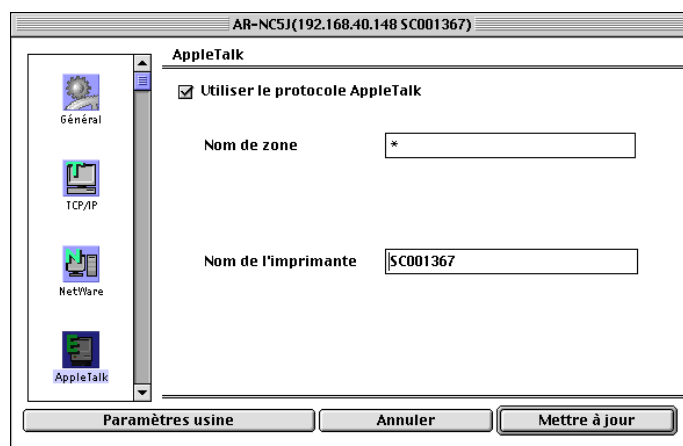 AR-NC5J(192.168.40.148 SC001367)
AppleTalk
Utiliser le protocole AppleTalk
Général
Nom de zone
*
TCP/IP
Nom de l'imprimante
SC001367
NetWare
AppleTalk
Paramètres usine
Annuler
Mettre à jour